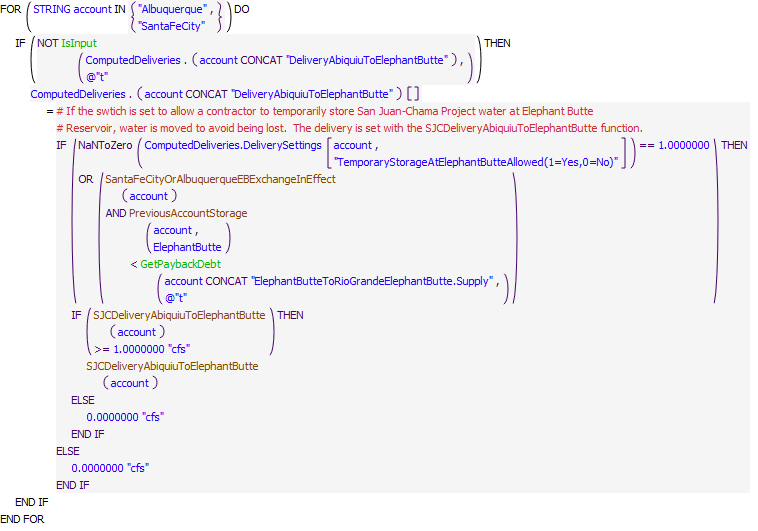 FOR ( STRING account IN { "Albuquerque" , } ) DO
"SantaFeCity"
IF ( NOT IsInput ) THEN
( ComputedDeliveries . ( account CONCAT "DeliveryAbiquiuToElephantButte" ) , )
@"t"
ComputedDeliveries . ( account CONCAT "DeliveryAbiquiuToElephantButte" ) [ ]
= # If the swtich is set to allow a contractor to temporarily store San Juan-Chama Project water at Elephant Butte
# Reservoir, water is moved to avoid being lost.  The delivery is set with the SJCDeliveryAbiquiuToElephantButte function.
IF ( NaNToZero ( ComputedDeliveries.DeliverySettings [ account , ] ) == 1.0000000 ) THEN
"TemporaryStorageAtElephantButteAllowed(1=Yes,0=No)"
OR ( SantaFeCityOrAlbuquerqueEBExchangeInEffect )
( account )
AND PreviousAccountStorage
( account , )
ElephantButte
< GetPaybackDebt
( account CONCAT "ElephantButteToRioGrandeElephantButte.Supply" , )
@"t"
IF ( SJCDeliveryAbiquiuToElephantButte ) THEN
( account )
>= 1.0000000 "cfs"
SJCDeliveryAbiquiuToElephantButte
( account )
ELSE
0.0000000 "cfs"
END IF
ELSE
0.0000000 "cfs"
END IF
END IF
END FOR